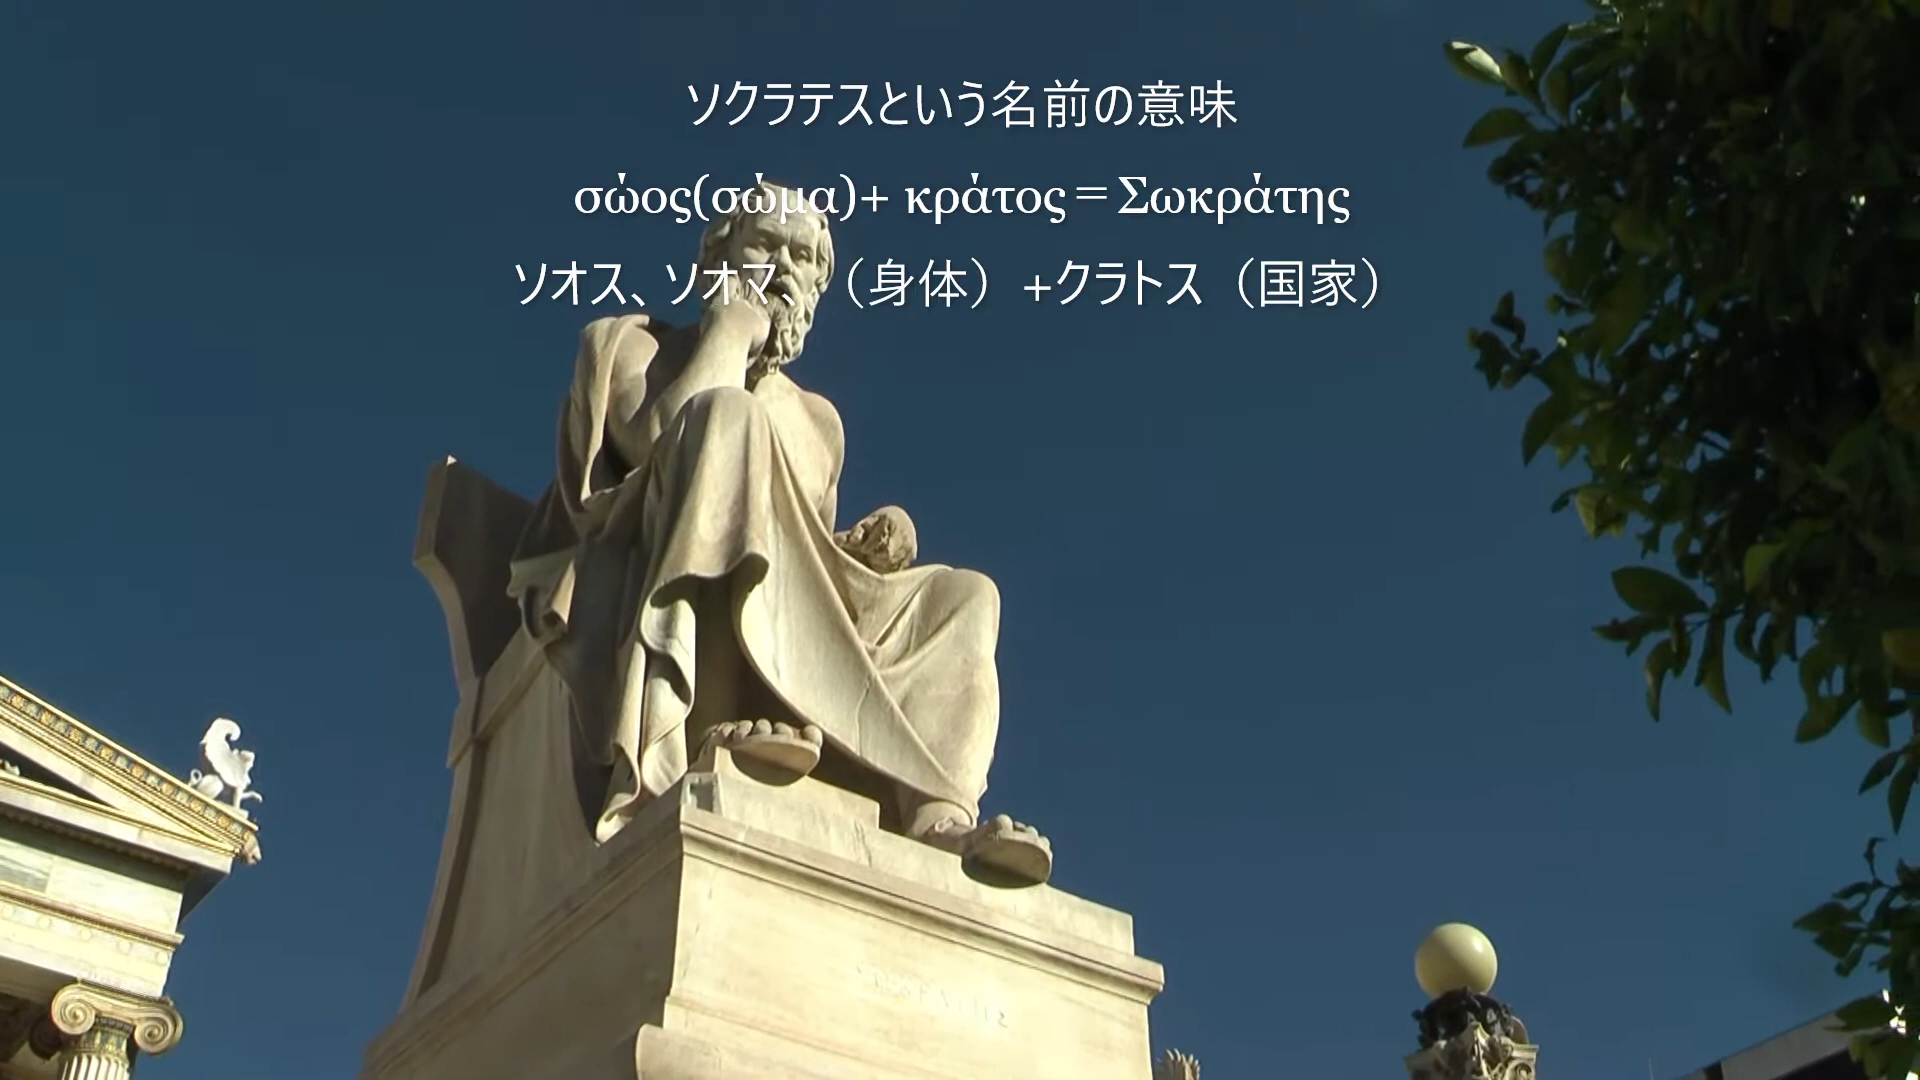 ソクラテスという名前の意味
σώος(σώμα)+ κράτος＝Σωκράτης
ソオス、ソオマ、（身体）+クラトス（国家）